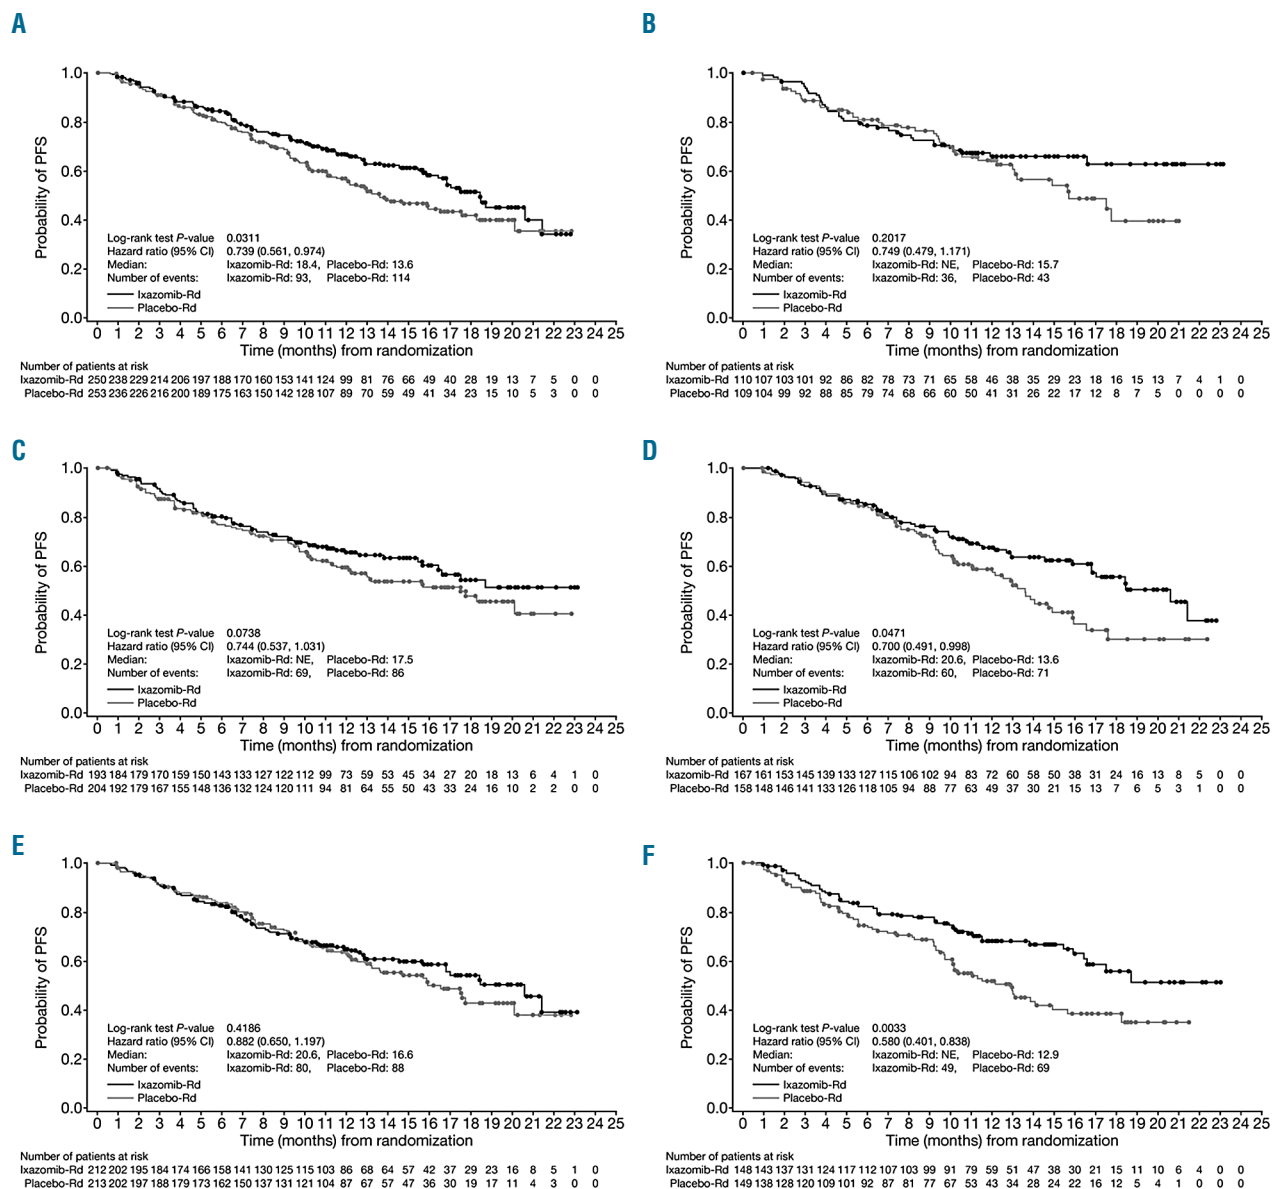 A
1.0
0.8
0.6
0.4
0.2
0.0
Probability of PFS
Log-rank test P-value 0.0311
Hazard ratio (95% CI) 0.739 (0.561, 0.974)
Median: Ixazomib-Rd: 18.4, Placebo-Rd: 13.6
Number of events: Ixazomib-Rd: 93, Placebo-Rd: 114
Ixazomib-Rd
Placebo-Rd
0 1 2 3 4 5 6 7 8 9 10 11 12 13 14 15 16 17 18 19 20 21 22 23 24 25
Time (months) from randomization
Number of patients at risk
Ixazomib-Rd 250 238 229 214 206 197 188 170 160 153 141 124 99 81 76 66 49 40 28 19 13 7 5 0 0
Placebo-Rd 253 236 226 216 200 189 175 163 150 142 128 107 89 70 59 49 41 34 23 15 10 5 3 0 0
B
1.0
0.8
0.6
0.4
0.2
0.0
Probability of PFS
Log-rank test P-value 0.2017
Hazard ratio (95% CI) 0.749 (0.479, 1.171)
Median: Ixazomib-Rd: NE, Placebo-Rd: 15.7
Number of events: Ixazomib-Rd: 36, Placebo-Rd: 43
Ixazomib-Rd
Placebo-Rd
0 1 2 3 4 5 6 7 8 9 10 11 12 13 14 15 16 17 18 19 20 21 22 23 24 25
Time (months) from randomization
Number of patients at risk
Ixazomib-Rd 110 107 103 101 92 86 82 78 73 71 65 58 46 38 35 29 23 18 16 15 13 7 4 1 0
Placebo-Rd 109 104 99 92 88 85 79 74 68 66 60 50 41 31 26 22 17 12 8 7 5 0 0 0 0
C
1.0
0.8
0.6
0.4
0.2
0.0
Probability of PFS
Log-rank test P-value 0.0738
Hazard ratio (95% CI) 0.744 (0.537, 1.031)
Median: Ixazomib-Rd: NE, Placebo-Rd: 17.5
Number of events: Ixazomib-Rd: 69, Placebo-Rd: 86
Ixazomib-Rd
Placebo-Rd
0 1 2 3 4 5 6 7 8 9 10 11 12 13 14 15 16 17 18 19 20 21 22 23 24 25
Time (months) from randomization
Number of patients at risk
Ixazomib-Rd 193 184 179 170 159 150 143 133 127 122 112 99 73 59 53 45 34 27 20 18 13 6 4 1 0
Placebo-Rd 204 192 179 167 155 148 136 132 124 120 111 94 81 64 55 50 43 33 24 16 10 2 2 0 0
D
1.0
0.8
0.6
0.4
0.2
0.0
Probability of PFS
Log-rank test P-value 0.0471
Hazard ratio (95% CI) 0.700 (0.491, 0.998)
Median: Ixazomib-Rd: 20.6, Placebo-Rd: 13.6
Number of events: Ixazomib-Rd: 60, Placebo-Rd: 71
Ixazomib-Rd
Placebo-Rd
0 1 2 3 4 5 6 7 8 9 10 11 12 13 14 15 16 17 18 19 20 21 22 23 24 25
Time (months) from randomization
Number of patients at risk
Ixazomib-Rd 167 161 153 145 139 133 127 115 106 102 94 83 72 60 58 50 38 31 24 16 13 8 5 0 0
Placebo-Rd 158 148 146 141 133 126 118 105 94 88 77 63 49 37 30 21 15 13 7 6 5 3 1 0 0
E
1.0
0.8
0.6
0.4
0.2
0.0
Probability of PFS
Log-rank test P-value 0.4186
Hazard ratio (95% CI) 0.882 (0.650, 1.197)
Median: Ixazomib-Rd: 20.6, Placebo-Rd: 16.6
Number of events: Ixazomib-Rd: 80, Placebo-Rd: 88
Ixazomib-Rd
Placebo-Rd
0 1 2 3 4 5 6 7 8 9 10 11 12 13 14 15 16 17 18 19 20 21 22 23 24 25
Time (months) from randomization
Number of patients at risk
Ixazomib-Rd 212 202 195 184 174 166 158 141 130 125 115 103 86 68 64 57 42 37 29 23 16 8 5 1 0
Placebo-Rd 213 202 197 188 179 173 162 150 137 131 121 104 87 67 57 47 36 30 19 17 11 4 3 0 0
F
1.0
0.8
0.6
0.4
0.2
0.0
Probability of PFS
Log-rank test P-value 0.0033
Hazard ratio (95% CI) 0.580 (0.401, 0.838)
Median: Ixazomib-Rd: NE, Placebo-Rd: 12.9
Number of events: Ixazomib-Rd: 49, Placebo-Rd: 69
Ixazomib-Rd
Placebo-Rd
0 1 2 3 4 5 6 7 8 9 10 11 12 13 14 15 16 17 18 19 20 21 22 23 24 25
Time (months) from randomization
Number of patients at risk
Ixazomib-Rd 148 143 137 131 124 117 112 107 103 99 91 79 59 51 47 38 30 21 15 11 10 6 4 0 0
Placebo-Rd 149 138 128 120 109 101 92 87 81 77 67 53 43 34 28 24 22 16 12 5 4 1 0 0 0